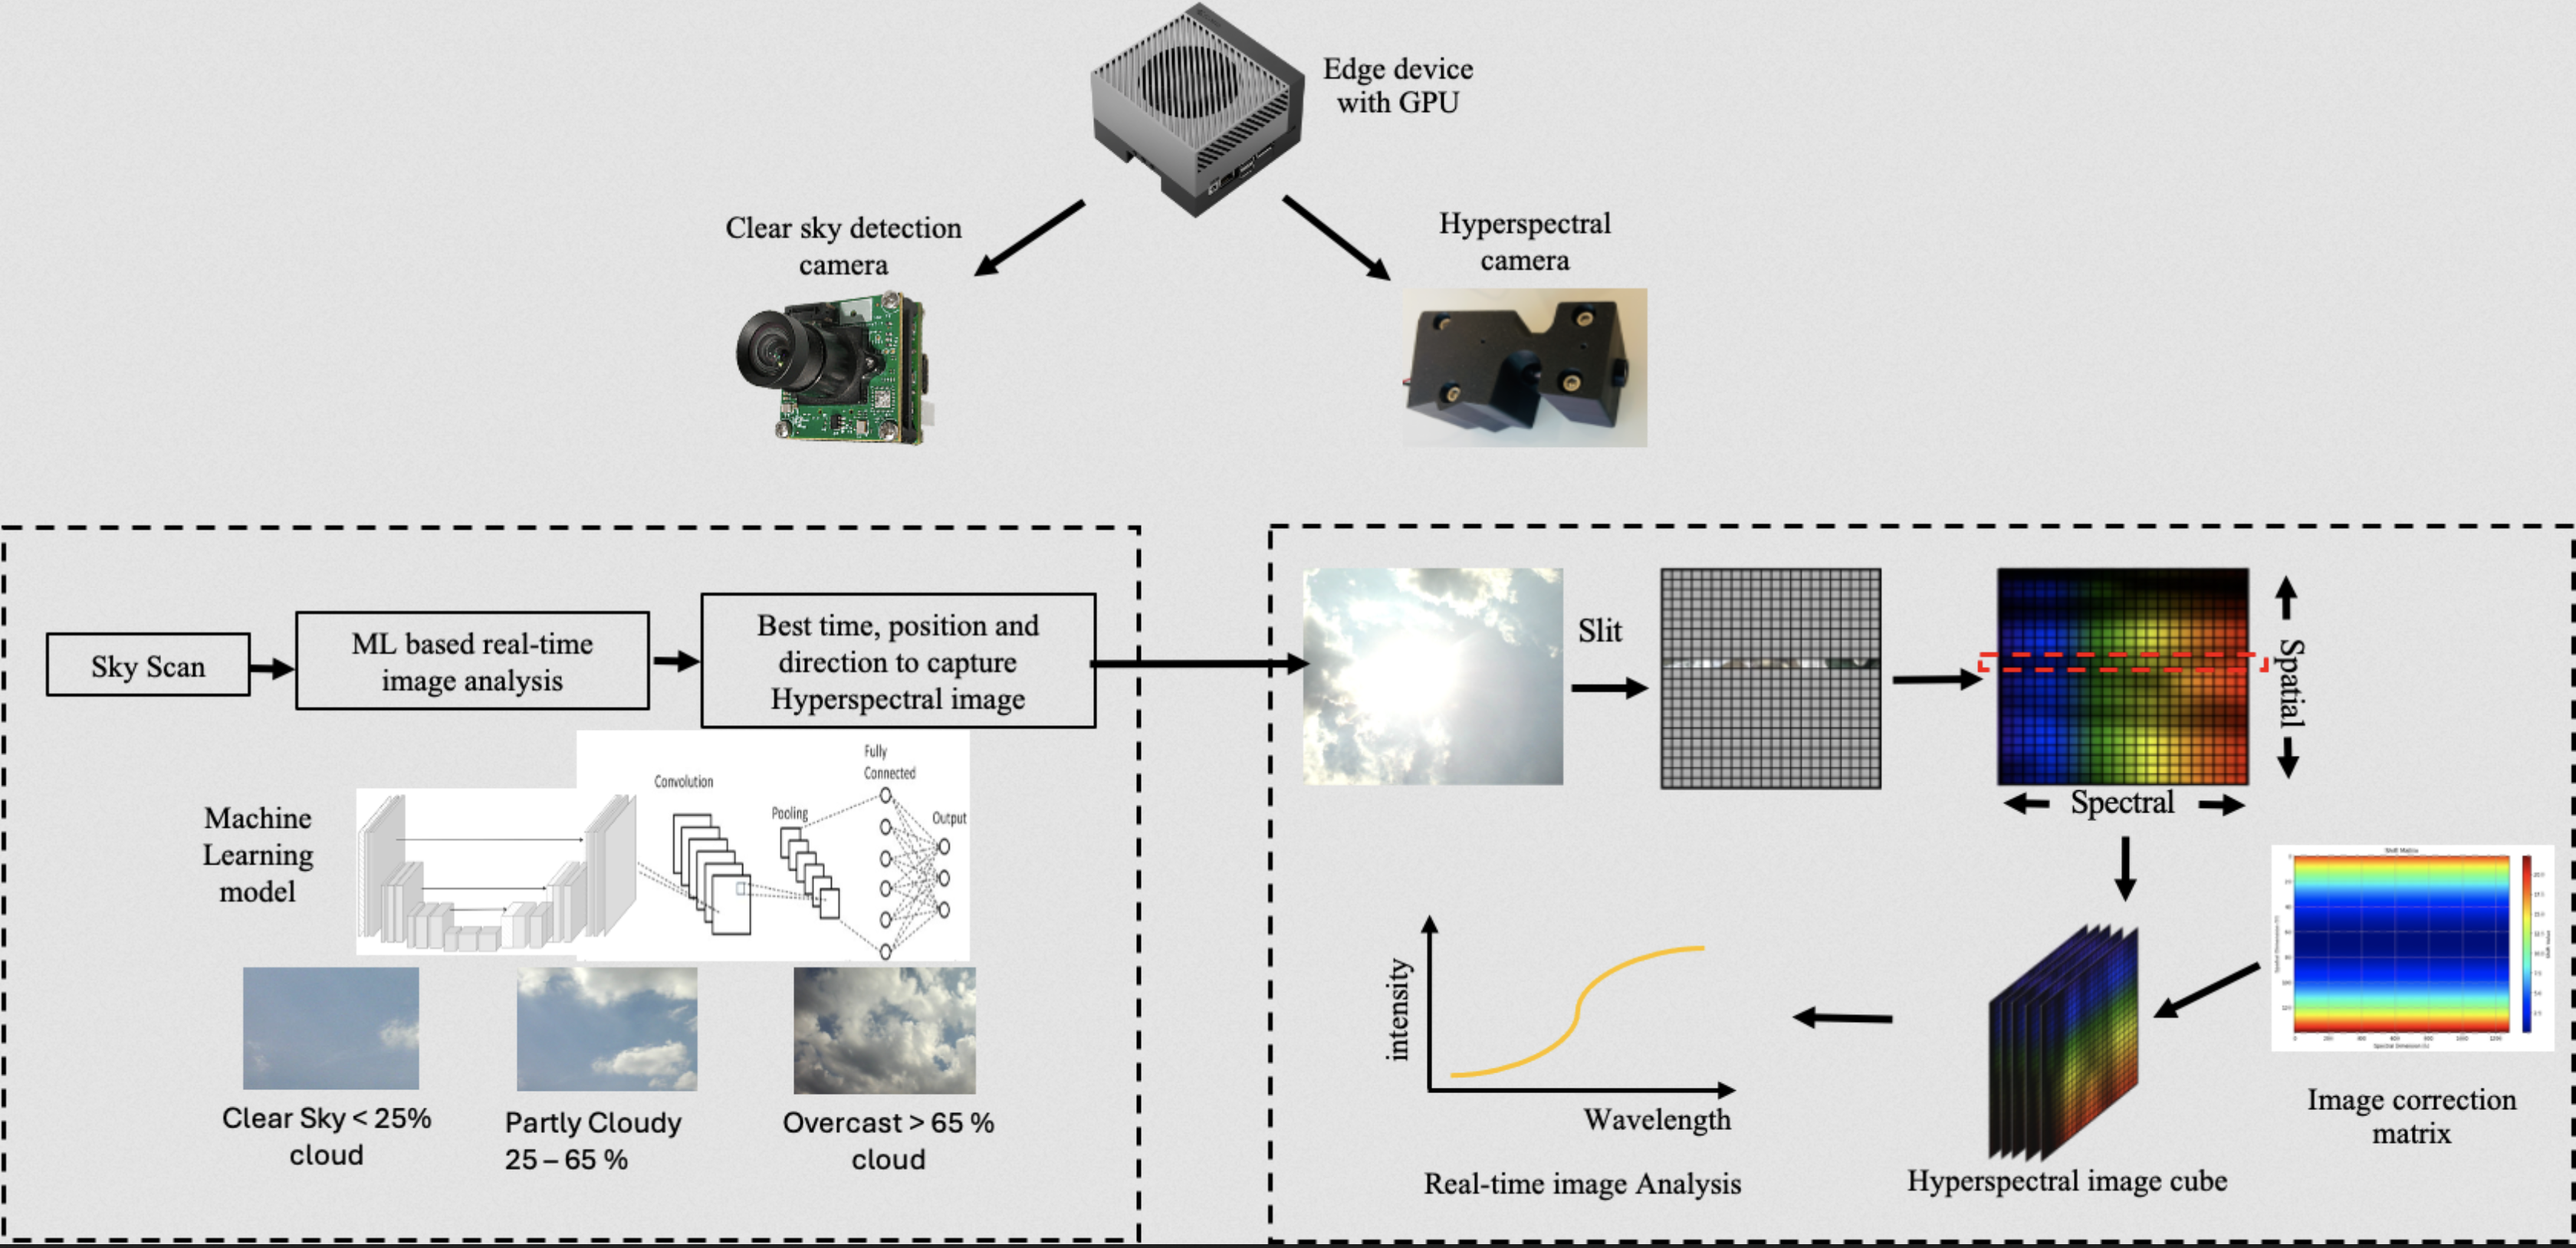 Edge device
with GPU
Clear sky detection
camera
Hyperspectral
camera
Sky Scan
ML based real-time
image analysis
Best time, position and
direction to capture
Hyperspectral image
Slit
Spatial
Spectral
Machine
Learning
model
Convolution
Pooling
Fully
Connected
Output
Clear Sky < 25%
cloud
Partly Cloudy
25 – 65 %
Overcast > 65 %
cloud
intensity
Wavelength
Real-time image Analysis
Hyperspectral image cube
Shift Matrix
Image correction
matrix